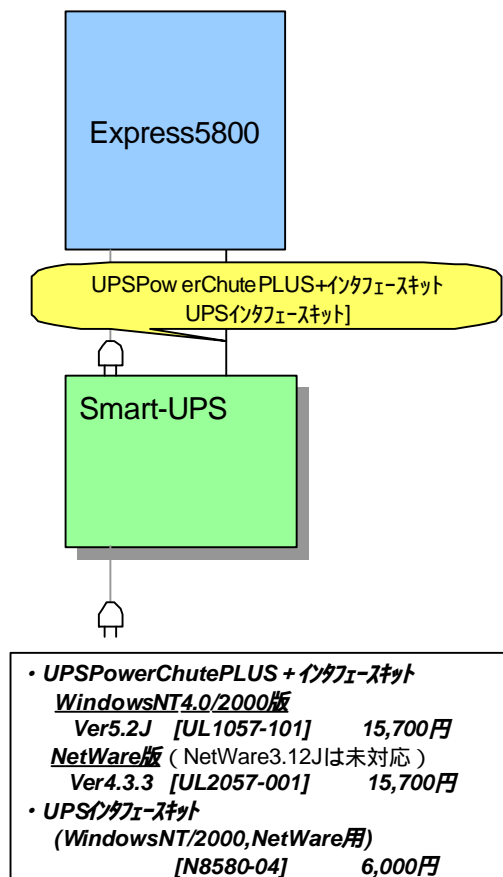 Express5800
UPSPowerChutePLUS+ｲﾝﾀﾌｪｰｽｷｯﾄ
UPSｲﾝﾀﾌｪｰｽｷｯﾄ]
Smart-UPS
・UPSPowerChutePLUS+ｲﾝﾀﾌｪｰｽｷｯﾄ
WindowsNT4.0/2000版
Ver5.2J [UL1057-101] 15,700円
NetWare版（NetWare3.12Jは未対応）
Ver4.3.3 [UL2057-001] 15,700円
・UPSｲﾝﾀﾌｪｰｽｷｯﾄ
(WindowsNT/2000,NetWare用)
[N8580-04] 6,000円